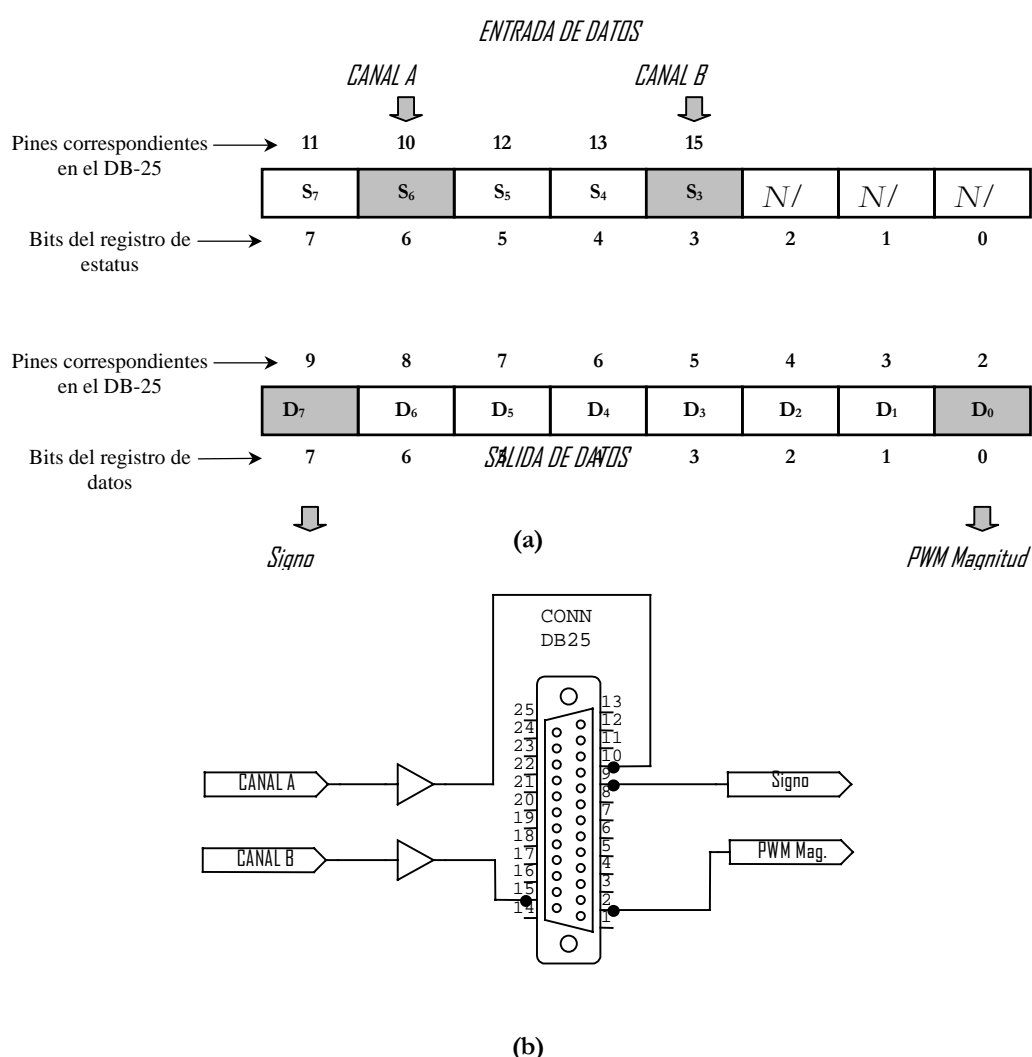 ENTRADA DE DATOS
CANAL A CANAL B
Pines correspondientes en el DB-25
11 10 12 13 15
S7 S6 S5 S4 S3 N/ N/ N/
Bits del registro de estatus
7 6 5 4 3 2 1 0
Pines correspondientes en el DB-25
9 8 7 6 5 4 3 2
D7 D6 D5 D4 D3 D2 D1 D0
Bits del registro de datos
7 6 5 4 3 2 1 0
SALIDA DE DATOS
(a)
Signo PWM Magnitud
CONN
DB25
25
24
23
22
21
20
19
18
17
16
15
14
13
12
11
10
9
8
7
6
5
4
3
2
1
CANAL A
CANAL B
Signo
PWM Mag.
(b)